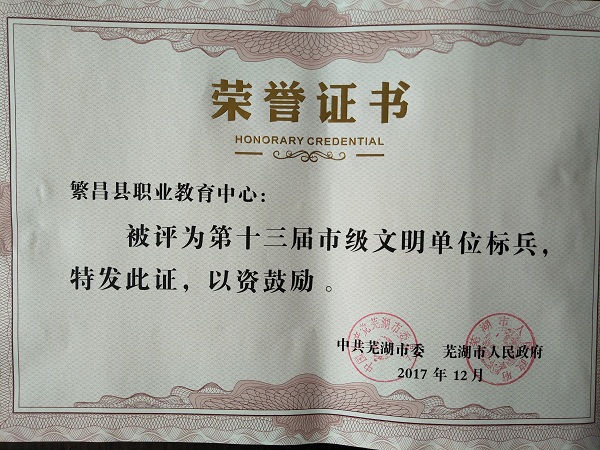 荣誉证书
HONORARY CREDENTIAL
繁昌县职业教育中心：
被评为第十三届市级文明单位标兵，
特发此证，以资鼓励。
中共芜湖市委 芜湖市人民政府
2017 年 12 月